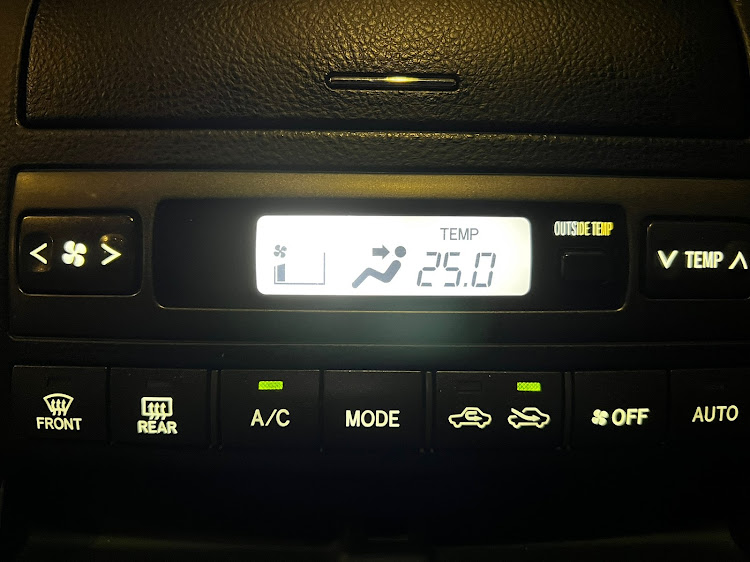 TEMP
25.0
OUTSIDE TEMP
TEMP
FRONT
REAR
A/C
MODE
OFF
AUTO